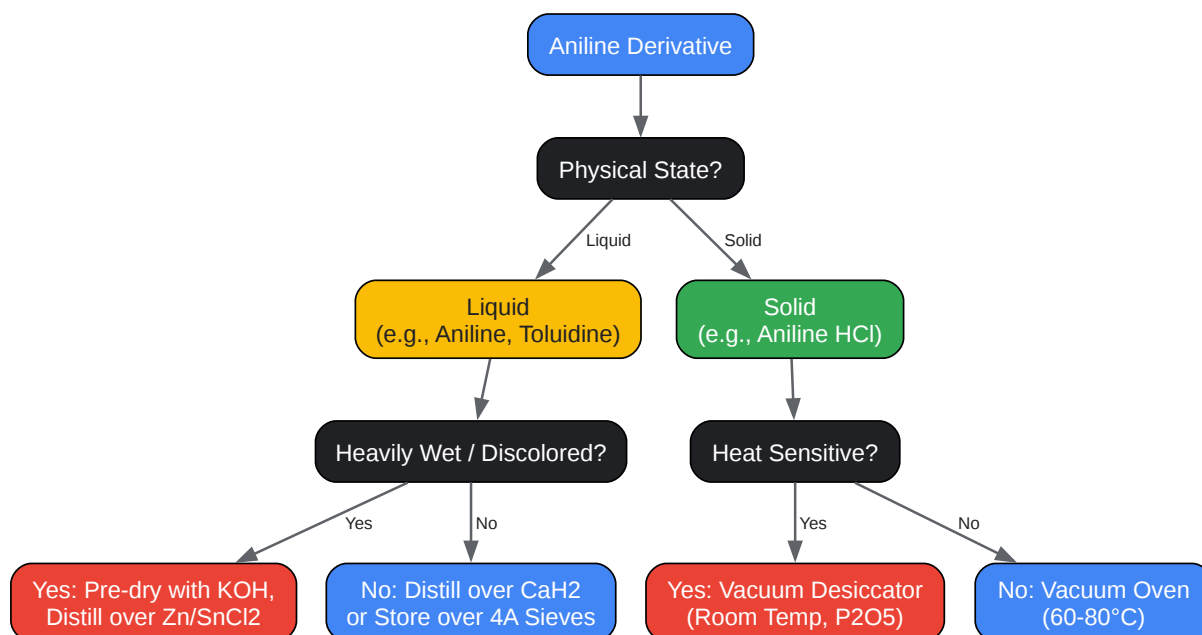 Aniline Derivative
Physical State?
Liquid
Solid
Liquid
(e.g., Aniline, Toluidine)
Solid
(e.g., Aniline HCl)
Heavily Wet / Discolored?
Heat Sensitive?
Yes
No
Yes
No
Yes: Pre-dry with KOH,
Distill over Zn/SnCl2
No: Distill over CaH2
or Store over 4A Sieves
Yes: Vacuum Desiccator
(Room Temp, P2O5)
No: Vacuum Oven
(60-80°C)